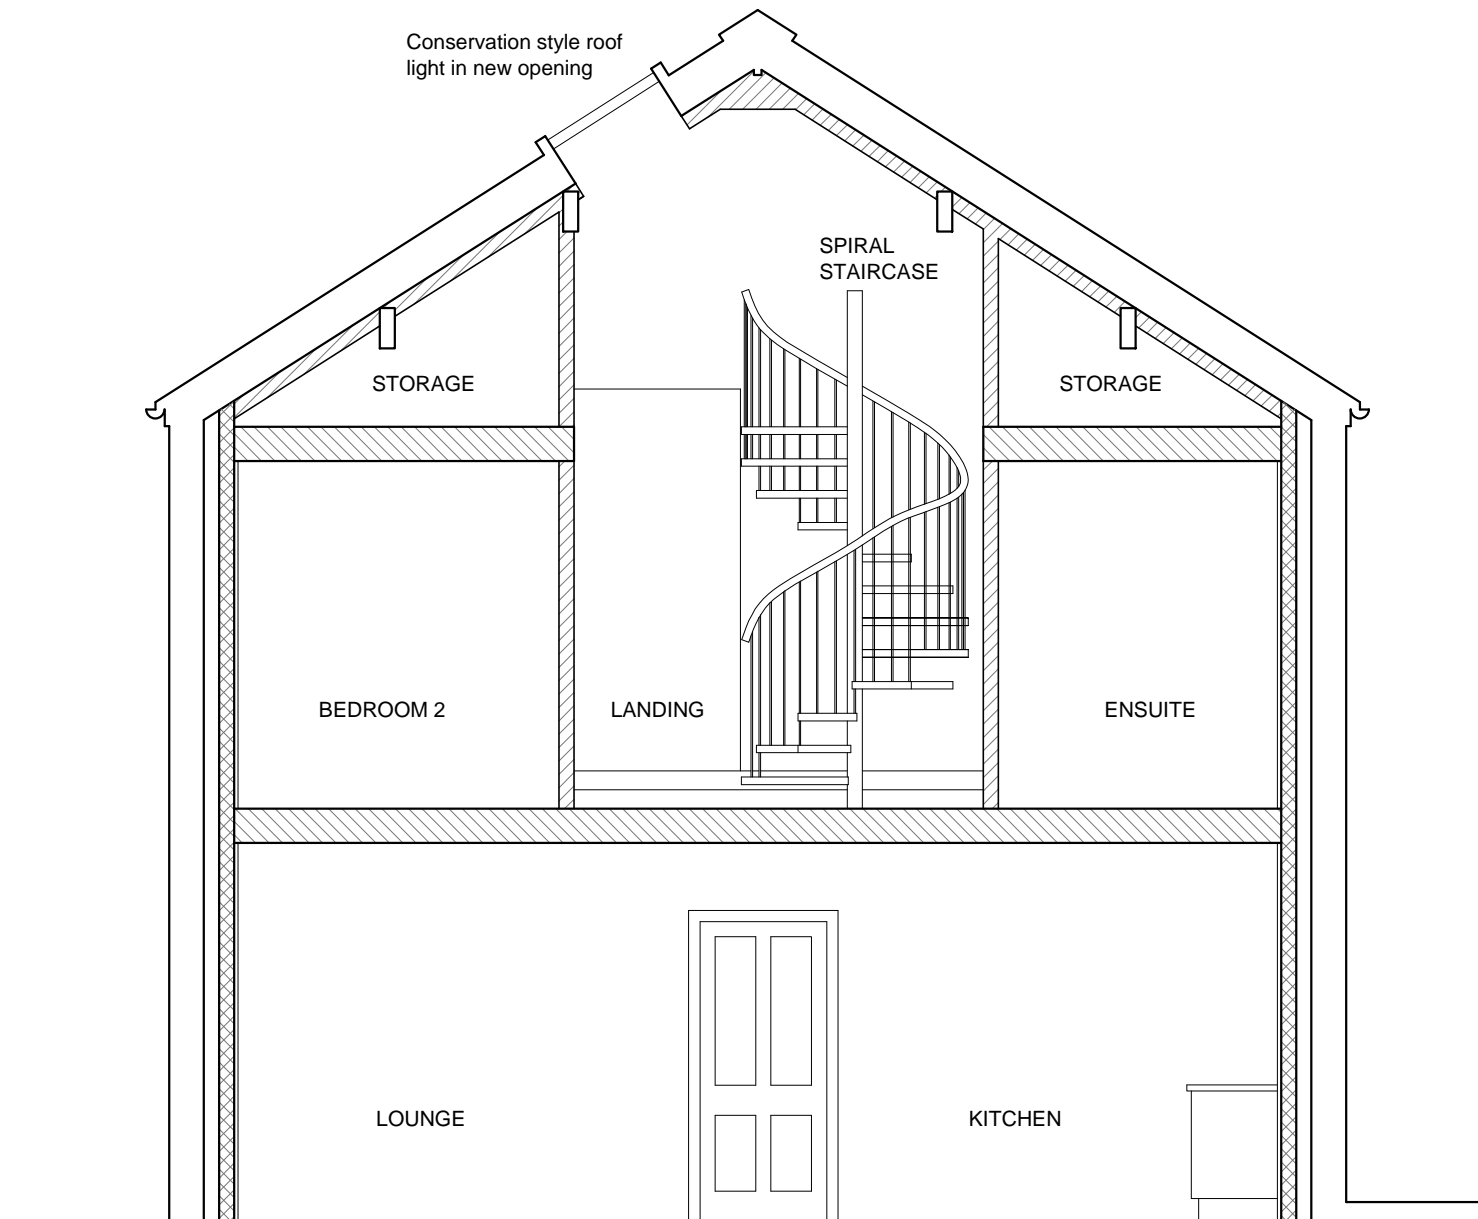 Conservation style roof
light in new opening
SPIRAL
STAIRCASE
STORAGE
STORAGE
BEDROOM 2
LANDING
ENSUITE
LOUNGE
KITCHEN